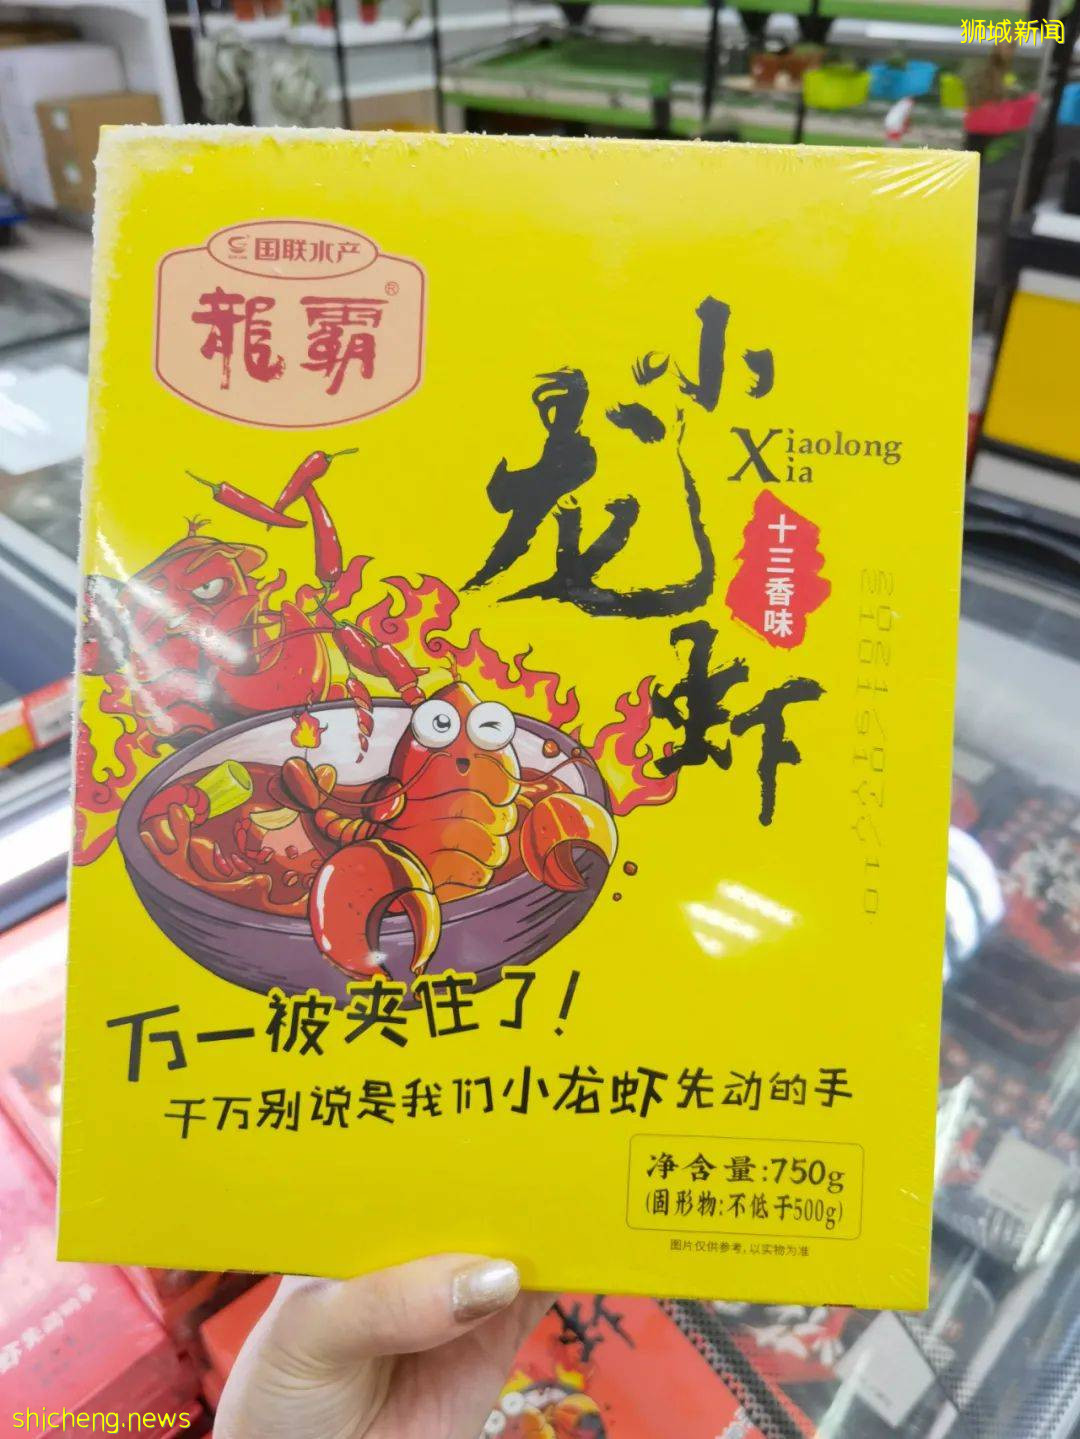 狮城新闻
国联水产
龍霸®
小龙虾
Xiaolong
Xia
十三香味
万一被夹住了!
千万别说是我们小龙虾先动的手
净含量:750g
(固形物:不低于500g)
图片仅供参考,以实物为准
shicheng.news